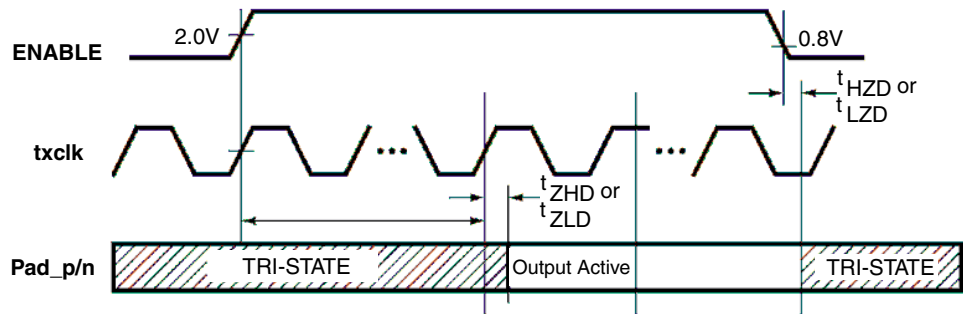 2.0V
ENABLE
0.8V
tHZD or
tLZD
txclk
tZHD or
tZLD
Pad_p/n
TRI-STATE
Output Active
TRI-STATE